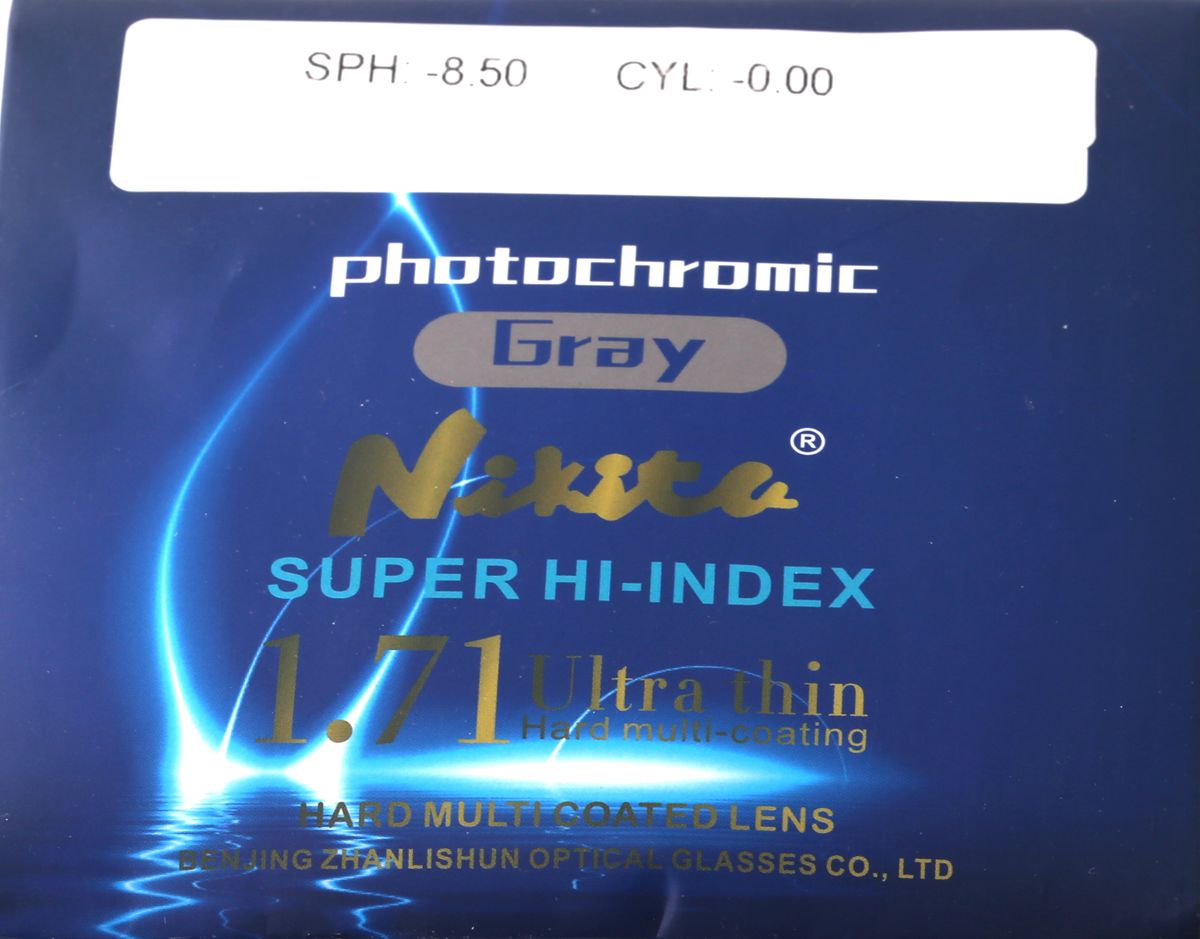 SPH: -8.50 CYL: -0.00
photochromic
Gray
Nikita ®
SUPER HI-INDEX
1.71 Ultra thin
Hard multi-coating
HARD MULTI COATED LENS
BENJING ZHANLISHUN OPTICAL GLASSES CO., LTD